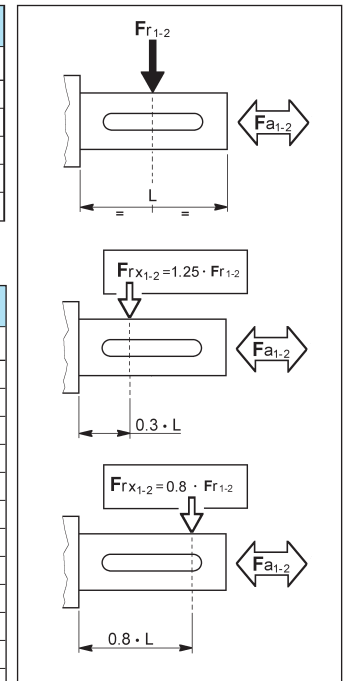 Fr1-2
Fa1-2
L
= =
Frx1-2 = 1.25 · Fr1-2
Fa1-2
0.3 · L
Frx1-2 = 0.8 · Fr1-2
Fa1-2
0.8 · L